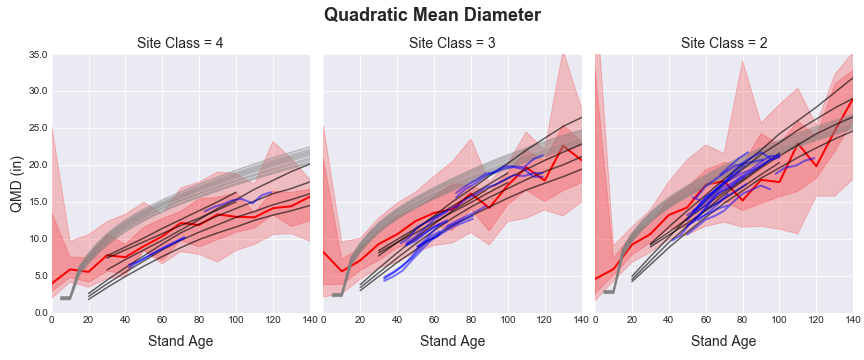 Quadratic Mean Diameter
Site Class = 4
Site Class = 3
Site Class = 2
QMD (in)
35.0
30.0
25.0
20.0
15.0
10.0
5.0
0.0
0 20 40 60 80 100 120 140
0 20 40 60 80 100 120 140
0 20 40 60 80 100 120 140
Stand Age
Stand Age
Stand Age